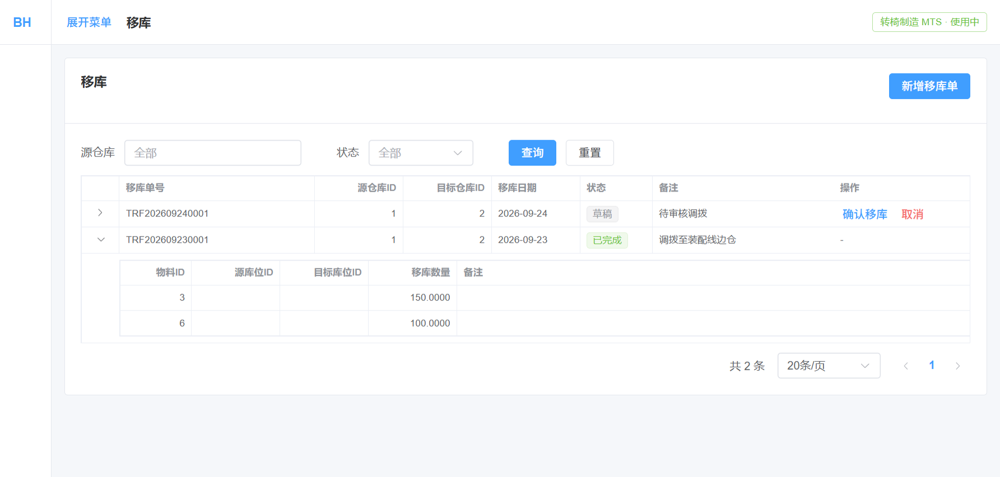 BH 展开菜单 移库 转椅制造 MTS · 使用中
移库
新增移库单
源仓库 全部 状态 全部 查询 重置
移库单号 源仓库ID 目标仓库ID 移库日期 状态 备注 操作
TRF202609240001 1 2 2026-09-24 草稿 待审核调拨 确认移库 取消
TRF202609230001 1 2 2026-09-23 已完成 调拨至装配线边仓 -
物料ID 源库位ID 目标库位ID 移库数量 备注
3 150.0000
6 100.0000
共 2 条 20条/页 1